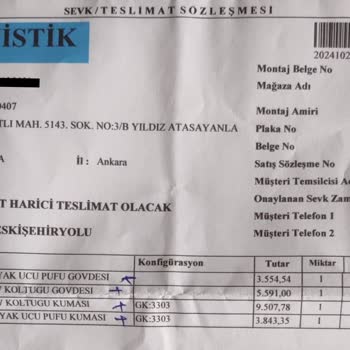 SEVK/TESLİMAT SÖZLEŞMESİ
İSTİK
2024102
Montaj Belge No
Mağaza Adı
0407
Montaj Amiri
TLI MAH. 5143. SOK. NO:3/B YILDIZ ATASAYANLA
Plaka No
Belge No
A İl : Ankara
Satış Sözleşme No
Müşteri Temsilcisi Ad
T HARİCİ TESLİMAT OLACAK
Onaylanan Sevk Zam
Müşteri Telefon 1
ESKİŞEHİRYOLU
Müşteri Telefon 2
Konfigürasyon Tutar Miktar
YAK UCU PUFU GÖVDESİ 3.554,54 1
/ KOLTUĞU GÖVDESİ 5.591,00 1
/ KOLTUĞU KUMAŞI GK:3303 9.507,78 1
YAK UCU PUFU KUMAŞI GK:3303 3.843,35 1